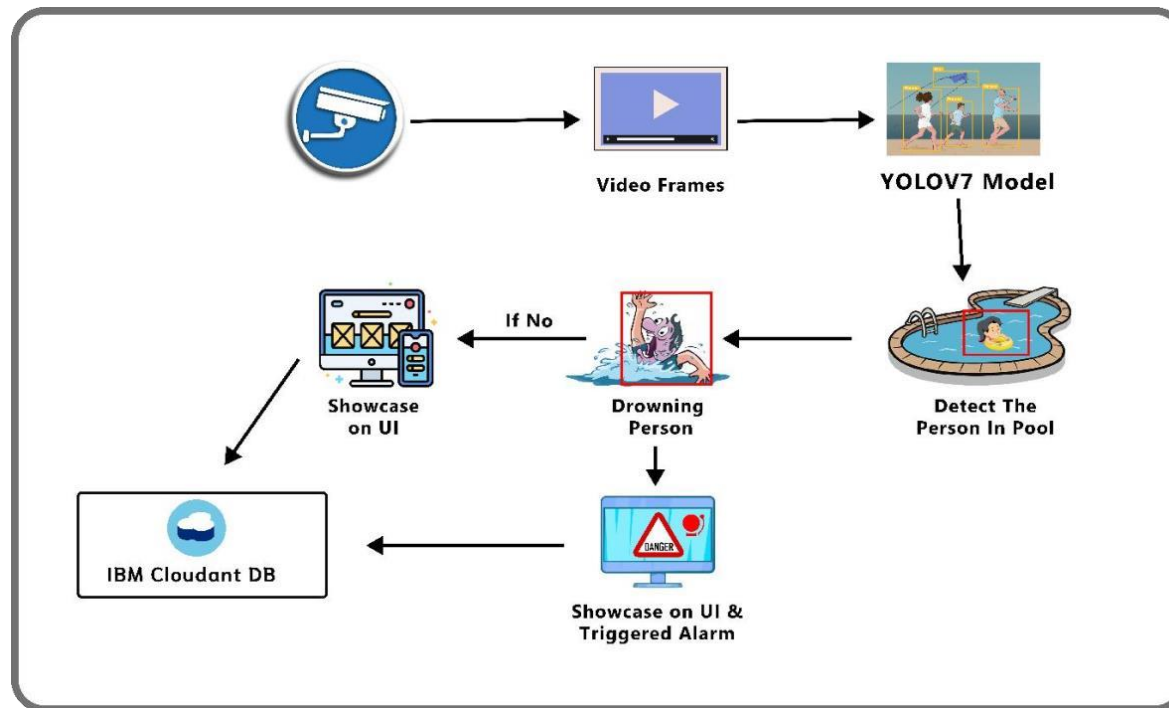 Video Frames
YOLOV7 Model
If No
Showcase
on UI
Drowning
Person
Detect The
Person In Pool
DANGER
IBM Cloudant DB
Showcase on UI &
Triggered Alarm